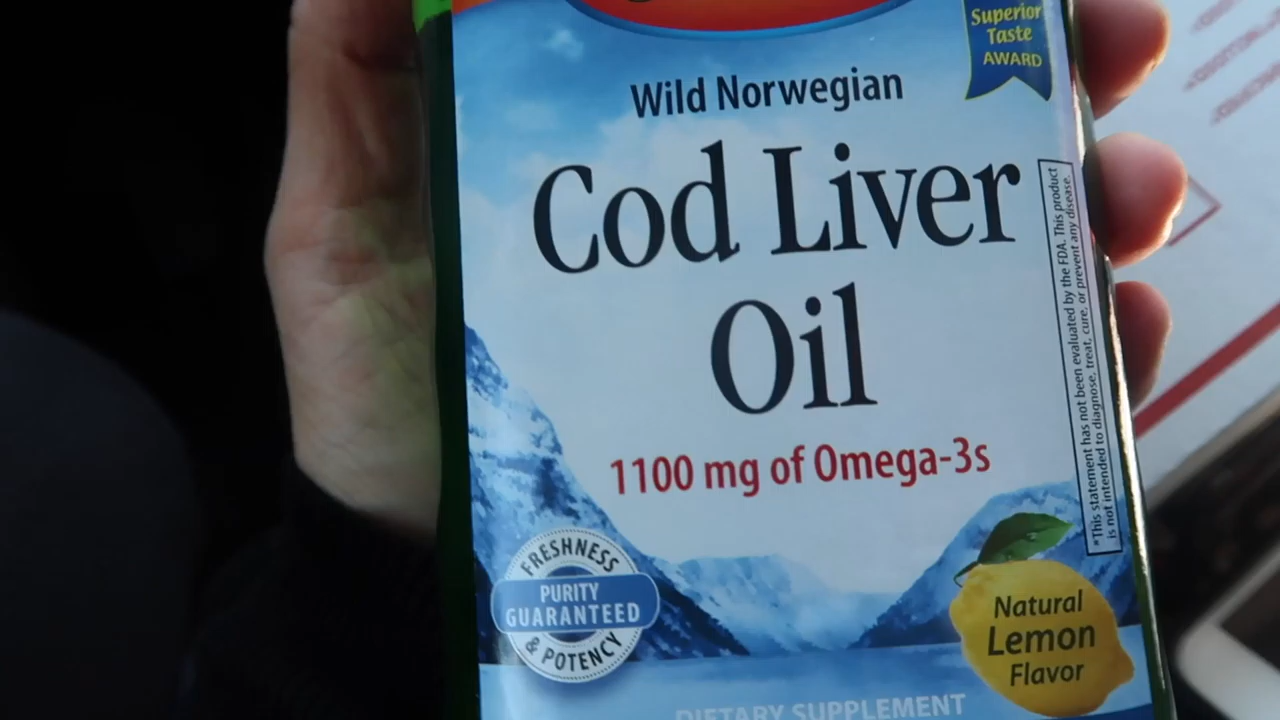 Superior
Taste
AWARD
Wild Norwegian
Cod Liver
Oil
1100 mg of Omega-3s
*This statement has not been evaluated by the FDA. This product
is not intended to diagnose, treat, cure, or prevent any disease.
FRESHNESS
PURITY
GUARANTEED
& POTENCY
Natural
Lemon
Flavor
DIETARY SUPPLEMENT